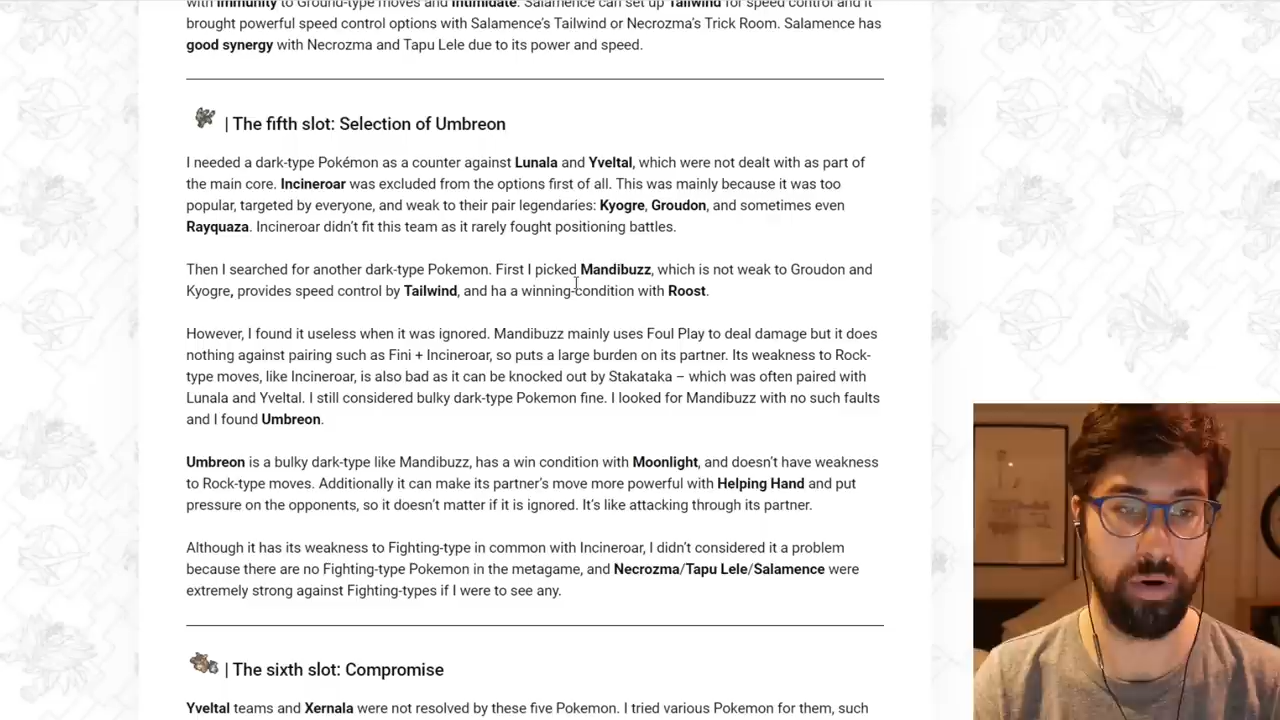 with immunity to Ground-type moves and Intimidate. Salamence can set up Tailwind for speed control and it
brought powerful speed control options with Salamence's Tailwind or Necrozma's Trick Room. Salamence has
good synergy with Necrozma and Tapu Lele due to its power and speed.
| The fifth slot: Selection of Umbreon
I needed a dark-type Pokémon as a counter against Lunala and Yveltal, which were not dealt with as part of
the main core. Incineroar was excluded from the options first of all. This was mainly because it was too
popular, targeted by everyone, and weak to their pair legendaries: Kyogre, Groudon, and sometimes even
Rayquaza. Incineroar didn't fit this team as it rarely fought positioning battles.
Then I searched for another dark-type Pokemon. First I picked Mandibuzz, which is not weak to Groudon and
Kyogre, provides speed control by Tailwind, and ha a winning-condition with Roost.
However, I found it useless when it was ignored. Mandibuzz mainly uses Foul Play to deal damage but it does
nothing against pairing such as Fini + Incineroar, so puts a large burden on its partner. Its weakness to Rock-
type moves, like Incineroar, is also bad as it can be knocked out by Stakataka – which was often paired with
Lunala and Yveltal. I still considered bulky dark-type Pokemon fine. I looked for Mandibuzz with no such faults
and I found Umbreon.
Umbreon is a bulky dark-type like Mandibuzz, has a win condition with Moonlight, and doesn't have weakness
to Rock-type moves. Additionally it can make its partner's move more powerful with Helping Hand and put
pressure on the opponents, so it doesn't matter if it is ignored. It's like attacking through its partner.
Although it has its weakness to Fighting-type in common with Incineroar, I didn't considered it a problem
because there are no Fighting-type Pokemon in the metagame, and Necrozma/Tapu Lele/Salamence were
extremely strong against Fighting-types if I were to see any.
| The sixth slot: Compromise
Yveltal teams and Xernala were not resolved by these five Pokemon. I tried various Pokemon for them, such